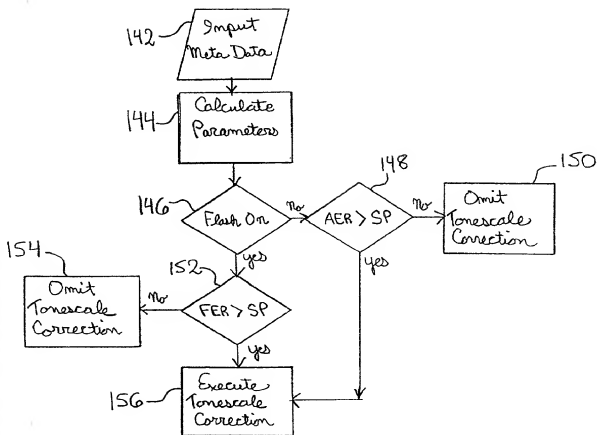 142
Input
Meta Data
144
Calculate
Parameters
146
Flash On
no
148
AER > SP
no
150
Omit
Tonescale
Correction
yes
yes
152
FER > SP
no
154
Omit
Tonescale
Correction
yes
156
Execute
Tonescale
Correction